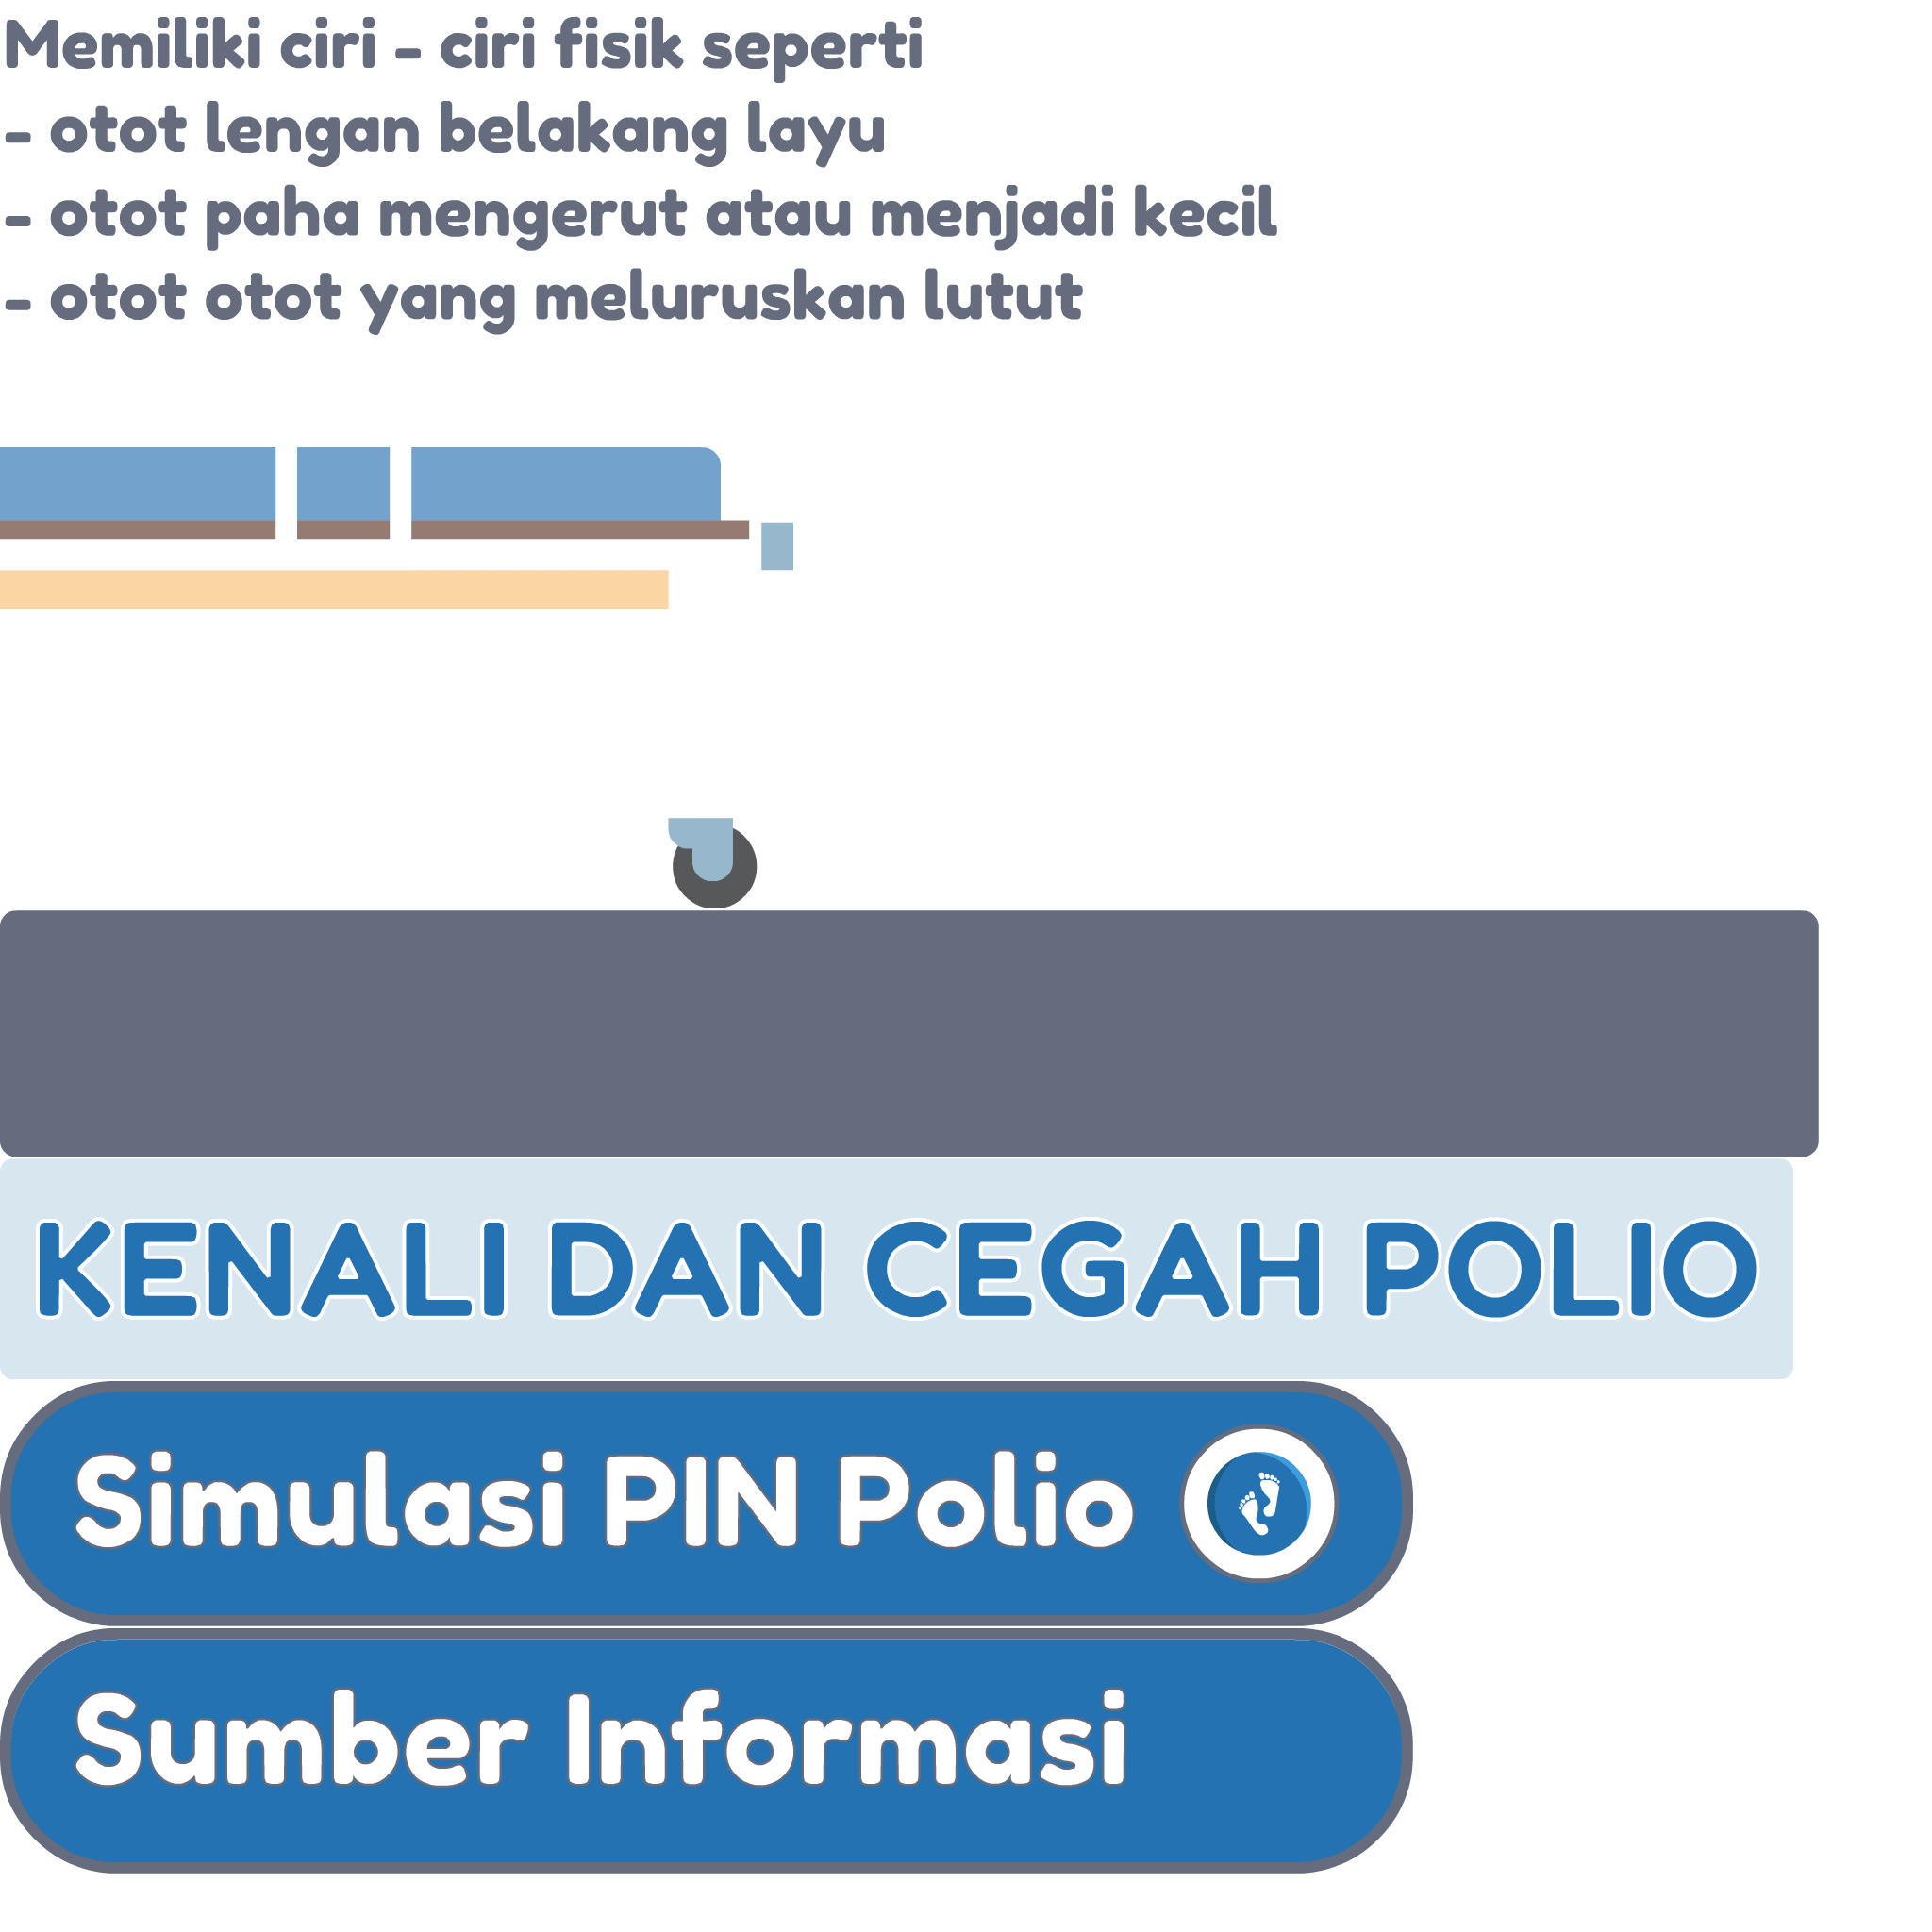 Memiliki ciri - ciri fisik seperti
- otot lengan belakang layu
- otot paha mengerut atau menjadi kecil
- otot otot yang meluruskan lutut
KENALI DAN CEGAH POLIO
Simulasi PIN Polio
Sumber Informasi